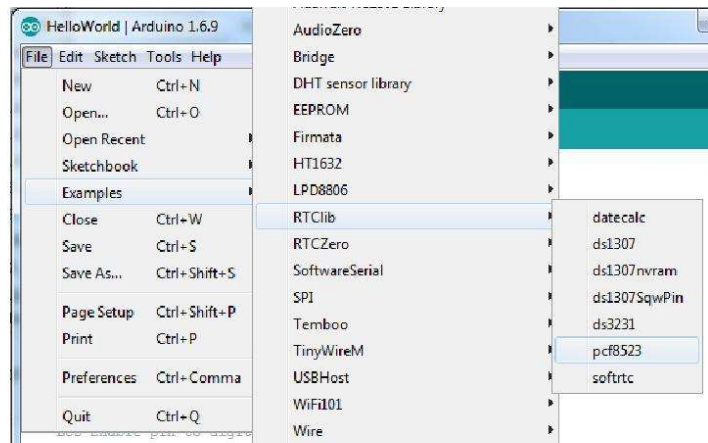 HelloWorld | Arduino 1.6.9
File Edit Sketch Tools Help
New Ctrl+N
Open... Ctrl+O
Open Recent
Sketchbook
Examples
Close Ctrl+W
Save Ctrl+S
Save As... Ctrl+Shift+S
Page Setup Ctrl+Shift+P
Print Ctrl+P
Preferences Ctrl+Comma
Quit Ctrl+Q
Library
AudioZero
Bridge
DHT sensor library
EEPROM
Firmata
HT1632
LPD8806
RTClib
RTCZero
SoftwareSerial
SPI
Temboo
TinyWireM
USBHost
WiFi101
Wire
datecalc
ds1307
ds1307nvram
ds1307SqwPin
ds3231
pcf8523
softrtc